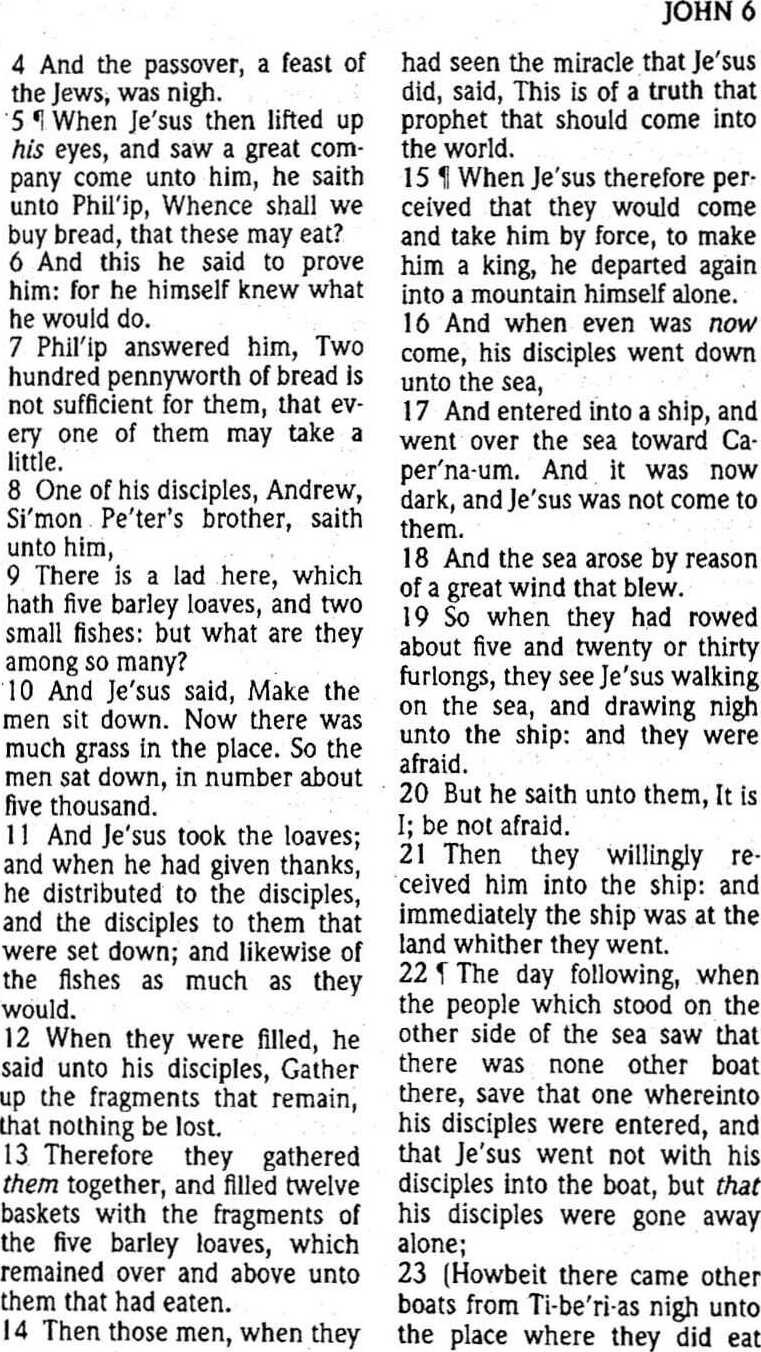 JOHN 6
4 And the passover, a feast of
the Jews, was nigh.
5 ¶ When Je′sus then lifted up
his eyes, and saw a great com-
pany come unto him, he saith
unto Phil′ip, Whence shall we
buy bread, that these may eat?
6 And this he said to prove
him: for he himself knew what
he would do.
7 Phil′ip answered him, Two
hundred pennyworth of bread is
not sufficient for them, that ev-
ery one of them may take a
little.
8 One of his disciples, Andrew,
Si′mon Pe′ter's brother, saith
unto him,
9 There is a lad here, which
hath five barley loaves, and two
small fishes: but what are they
among so many?
10 And Je′sus said, Make the
men sit down. Now there was
much grass in the place. So the
men sat down, in number about
five thousand.
11 And Je′sus took the loaves;
and when he had given thanks,
he distributed to the disciples,
and the disciples to them that
were set down; and likewise of
the fishes as much as they
would.
12 When they were filled, he
said unto his disciples, Gather
up the fragments that remain,
that nothing be lost.
13 Therefore they gathered
them together, and filled twelve
baskets with the fragments of
the five barley loaves, which
remained over and above unto
them that had eaten.
14 Then those men, when they
had seen the miracle that Je′sus
did, said, This is of a truth that
prophet that should come into
the world.
15 ¶ When Je′sus therefore per-
ceived that they would come
and take him by force, to make
him a king, he departed again
into a mountain himself alone.
16 And when even was now
come, his disciples went down
unto the sea,
17 And entered into a ship, and
went over the sea toward Ca-
per′na-um. And it was now
dark, and Je′sus was not come to
them.
18 And the sea arose by reason
of a great wind that blew.
19 So when they had rowed
about five and twenty or thirty
furlongs, they see Je′sus walking
on the sea, and drawing nigh
unto the ship: and they were
afraid.
20 But he saith unto them, It is
I; be not afraid.
21 Then they willingly re-
ceived him into the ship: and
immediately the ship was at the
land whither they went.
22 ¶ The day following, when
the people which stood on the
other side of the sea saw that
there was none other boat
there, save that one whereinto
his disciples were entered, and
that Je′sus went not with his
disciples into the boat, but that
his disciples were gone away
alone;
23 (Howbeit there came other
boats from Ti-be′ri-as nigh unto
the place where they did eat